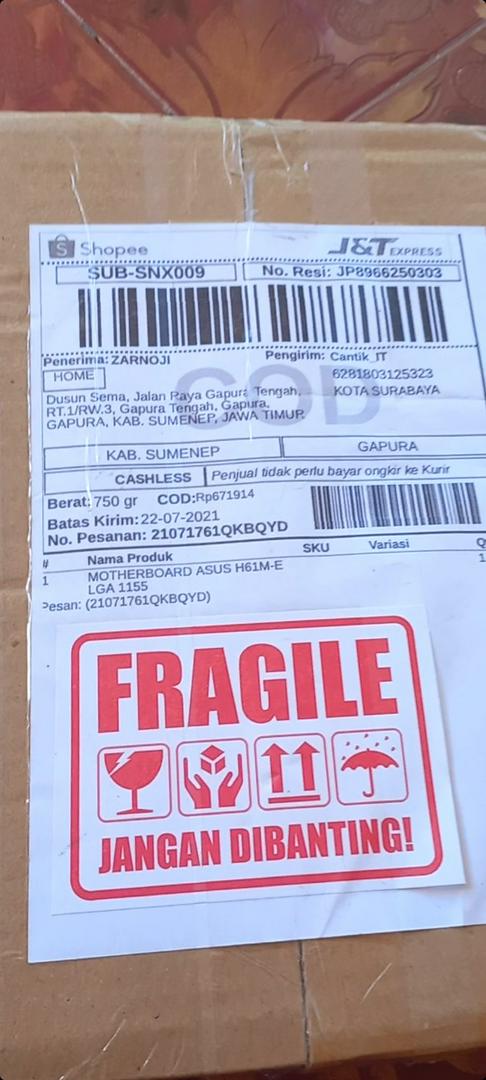 Shopee
J&T EXPRESS
SUB-SNX009
No. Resi: JP8966250303
Penerima: ZARNOJI
Pengirim: Cantik_IT
HOME
6281803125323
KOTA SURABAYA
COD
Dusun Sema, Jalan Raya Gapura Tengah,
RT.1/RW.3, Gapura Tengah, Gapura,
GAPURA, KAB. SUMENEP, JAWA TIMUR
KAB. SUMENEP
GAPURA
CASHLESS
Penjual tidak perlu bayar ongkir ke Kurir
Berat: 750 gr COD:Rp671914
Batas Kirim: 22-07-2021
No. Pesanan: 21071761QKBQYD
# Nama Produk SKU Variasi Q
1 MOTHERBOARD ASUS H61M-E 1
LGA 1155
Pesan: (21071761QKBQYD)
FRAGILE
JANGAN DIBANTING!